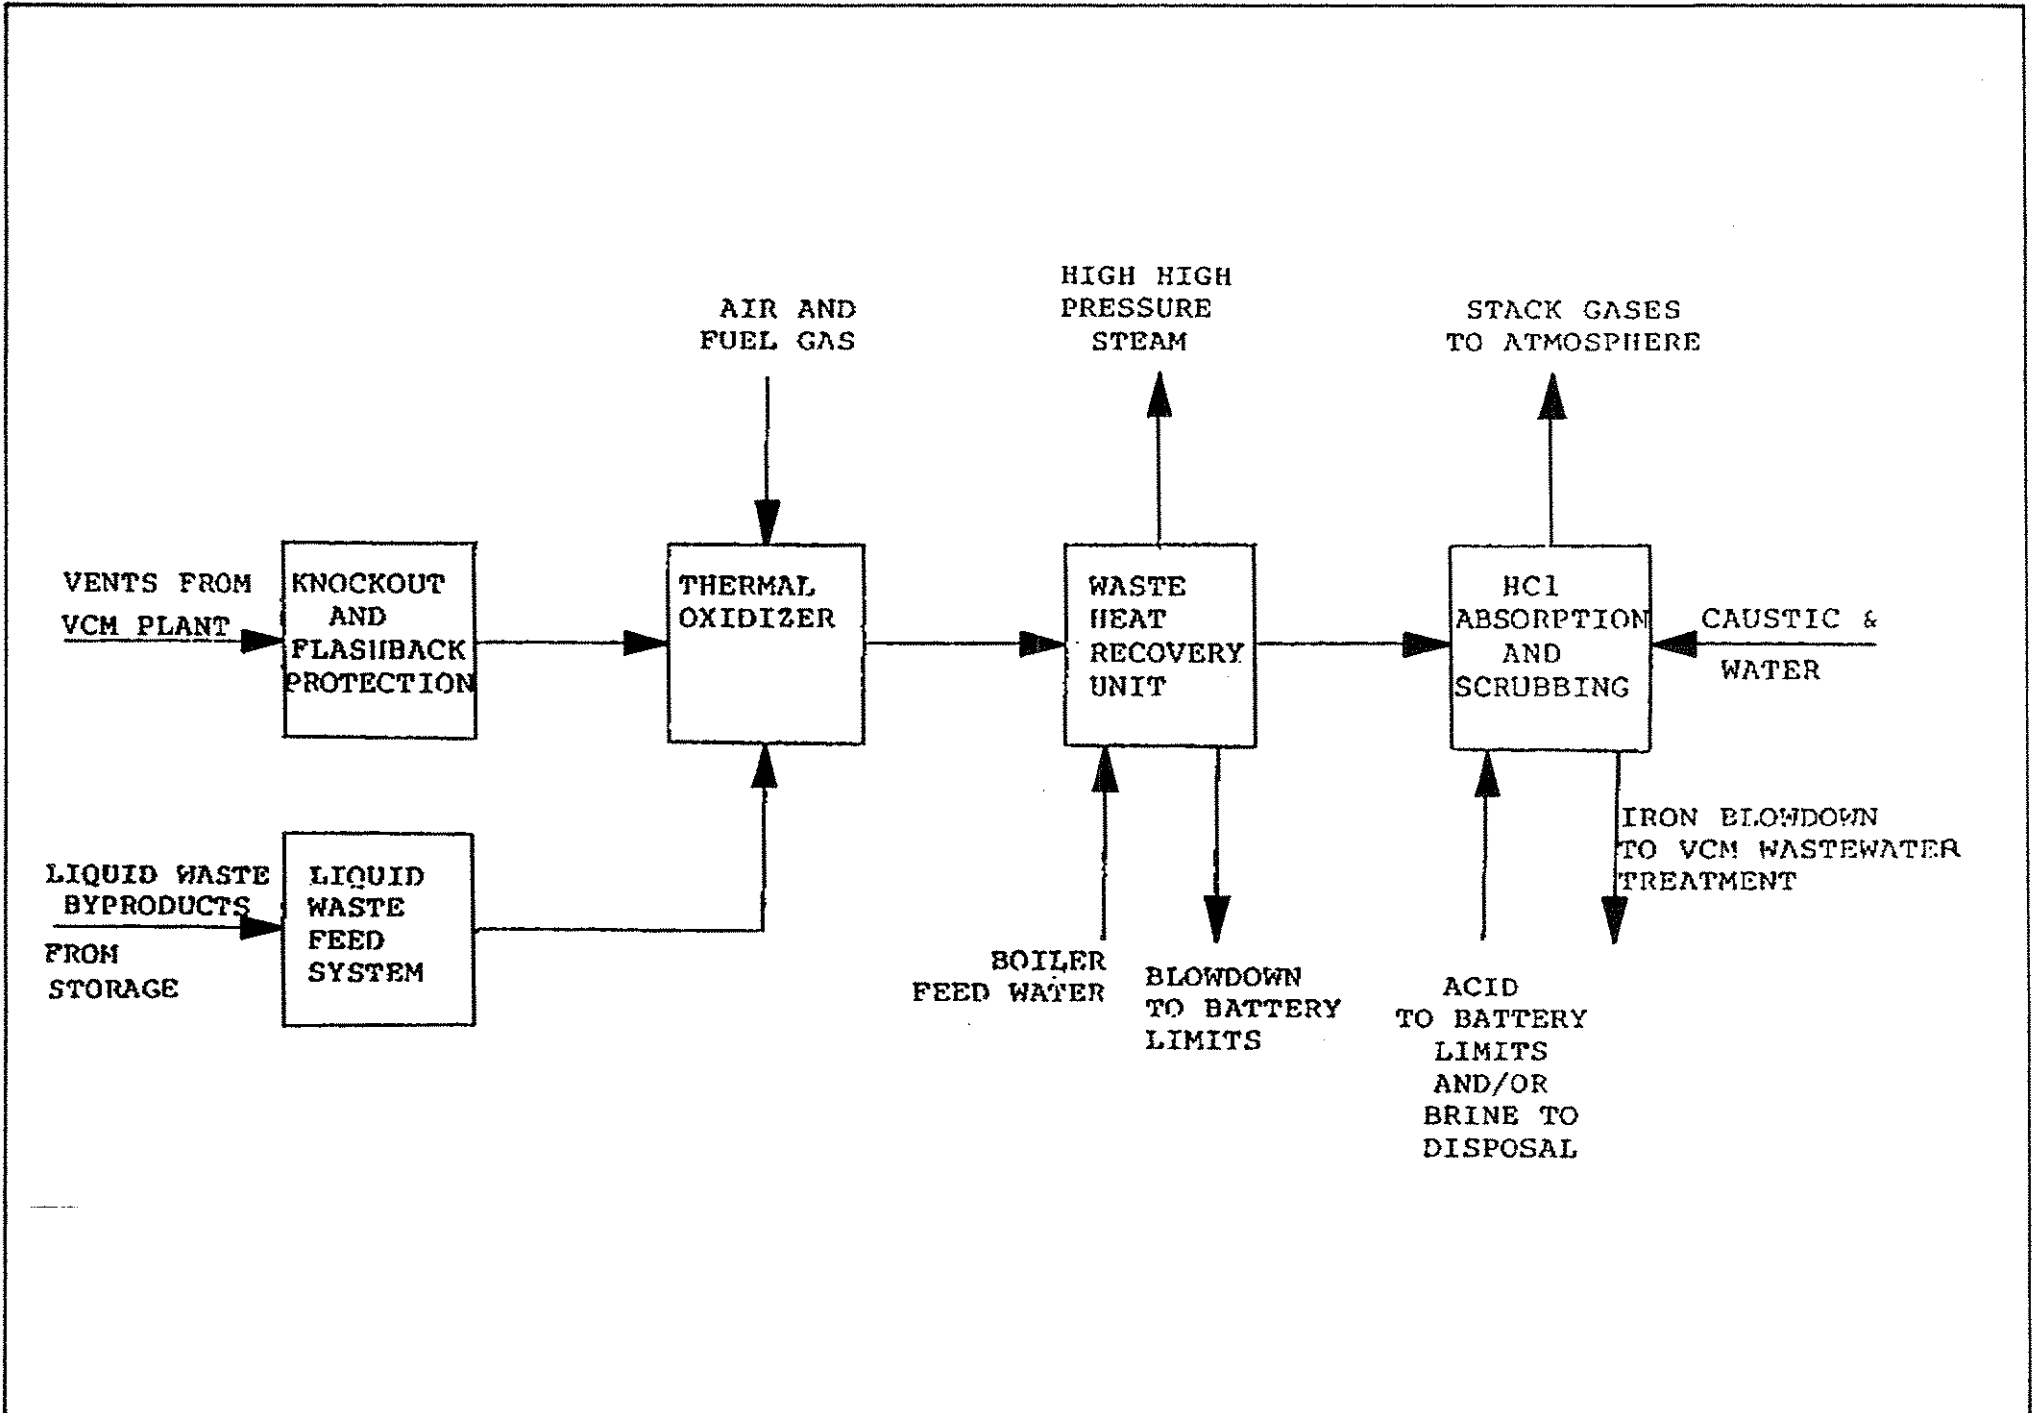 HIGH HIGH
PRESSURE
STEAM
AIR AND
FUEL GAS
STACK GASES
TO ATMOSPHERE
VENTS FROM
VCM PLANT
KNOCKOUT
AND
FLASHBACK
PROTECTION
THERMAL
OXIDIZER
WASTE
HEAT
RECOVERY
UNIT
HCl
ABSORPTION
AND
SCRUBBING
CAUSTIC &
WATER
LIQUID WASTE
BYPRODUCTS
FROM
STORAGE
LIQUID
WASTE
FEED
SYSTEM
BOILER
FEED WATER
BLOWDOWN
TO BATTERY
LIMITS
IRON BLOWDOWN
TO VCM WASTEWATER
TREATMENT
ACID
TO BATTERY
LIMITS
AND/OR
BRINE TO
DISPOSAL